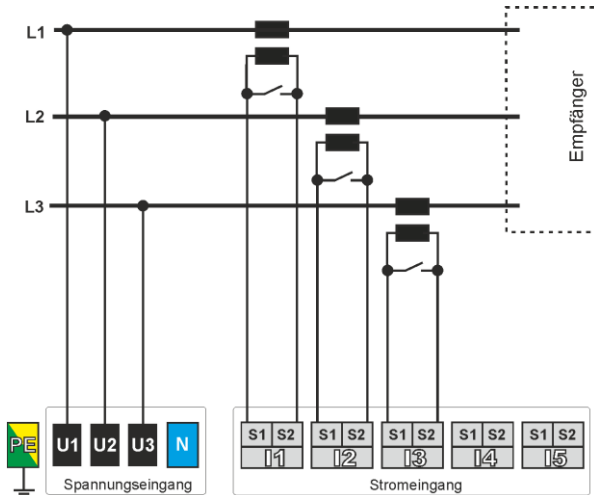 L1
L2
L3
Empfänger
PE
U1 U2 U3 N
Spannungseingang
S1 S2 S1 S2 S1 S2 S1 S2 S1 S2
I1 I2 I3 I4 I5
Stromeingang